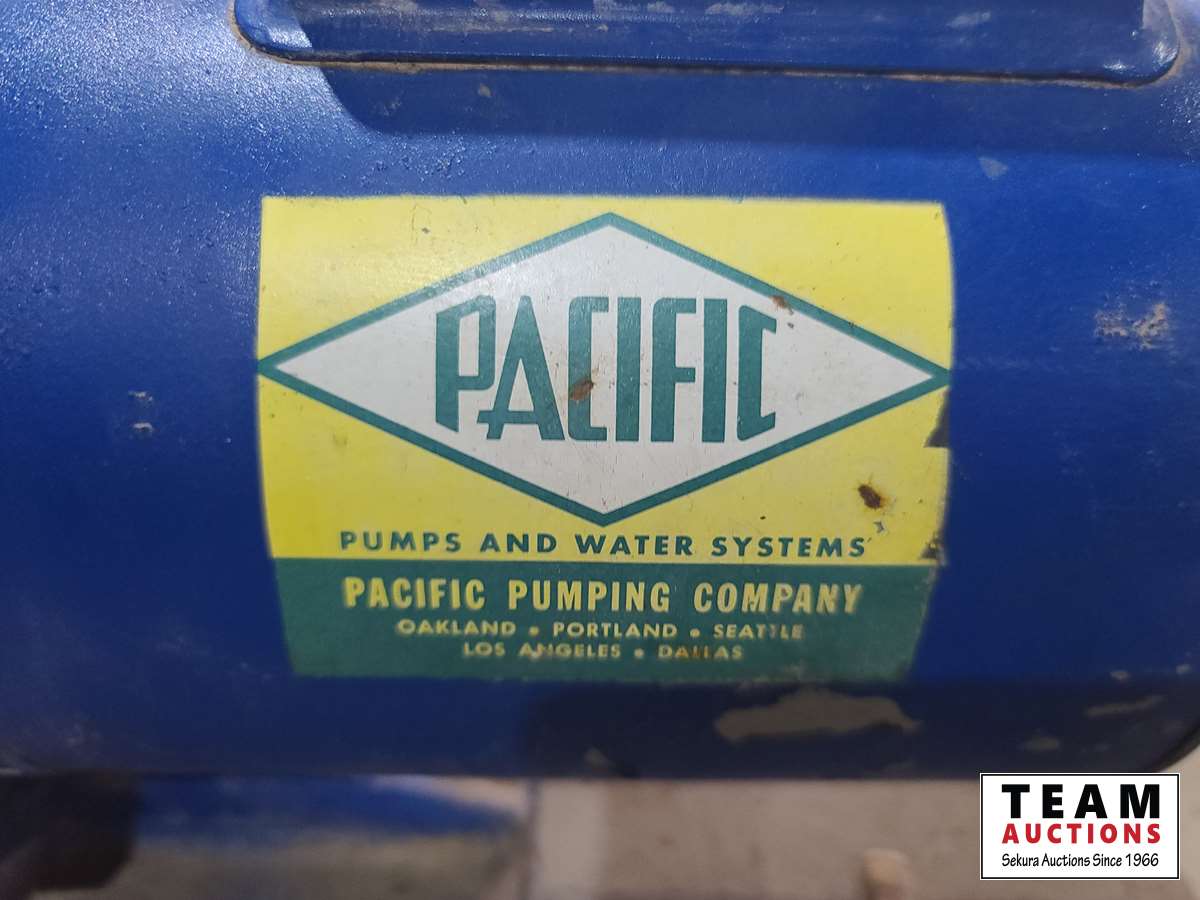 PACIFIC
PUMPS AND WATER SYSTEMS
PACIFIC PUMPING COMPANY
OAKLAND • PORTLAND • SEATTLE
LOS ANGELES • DALLAS
TEAM
AUCTIONS
Sekura Auctions Since 1966